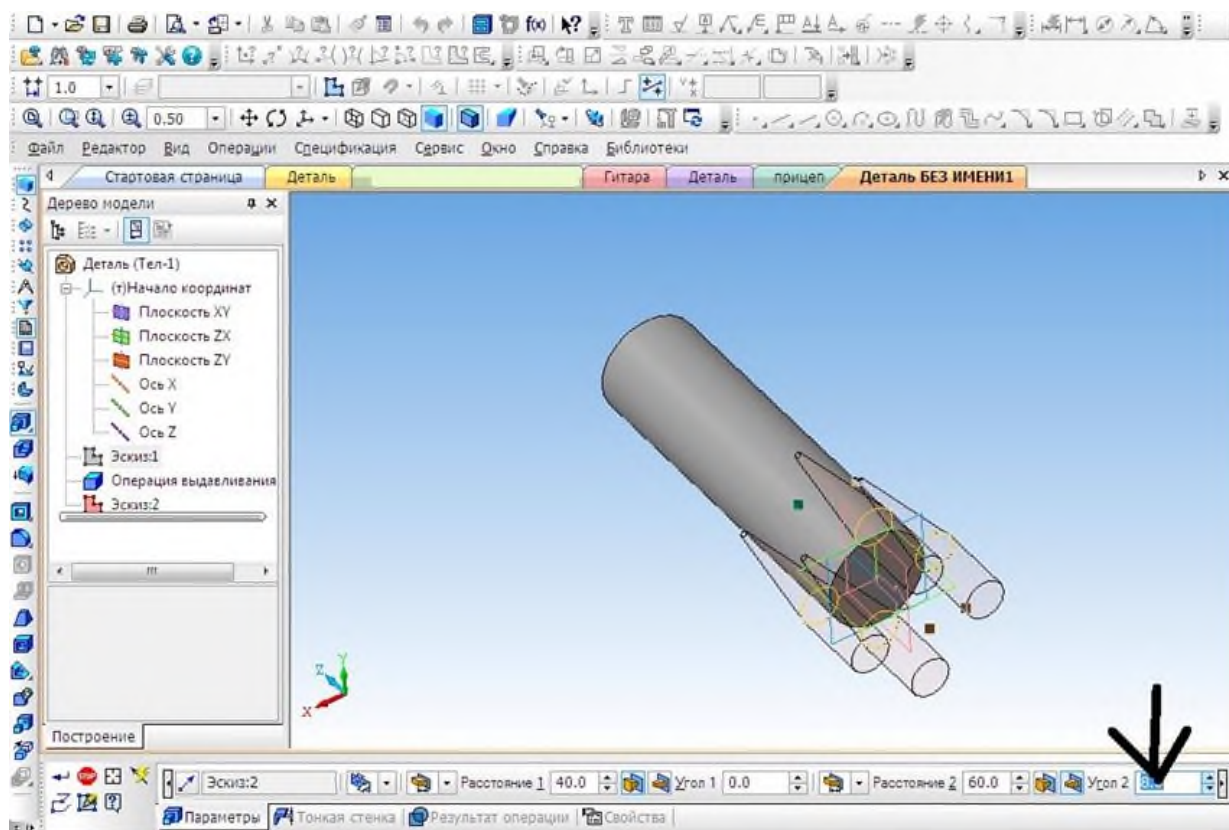 1.0
0.50
Файл Редактор Вид Операции Спецификация Сервис Окно Справка Библиотеки
Стартовая страница Деталь Гитара Деталь прицеп Деталь БЕЗ ИМЕНИ1
Дерево модели
Деталь (Тел-1)
(т)Начало координат
Плоскость XY
Плоскость ZX
Плоскость ZY
Ось X
Ось Y
Ось Z
Эскиз:1
Операция выдавливания
Эскиз:2
Z Y
X
Построение
STOP Эскиз:2 Расстояние 1 40.0 Угол 1 0.0 Расстояние 2 60.0 Угол 2
Параметры Тонкая стенка Результат операции Свойства